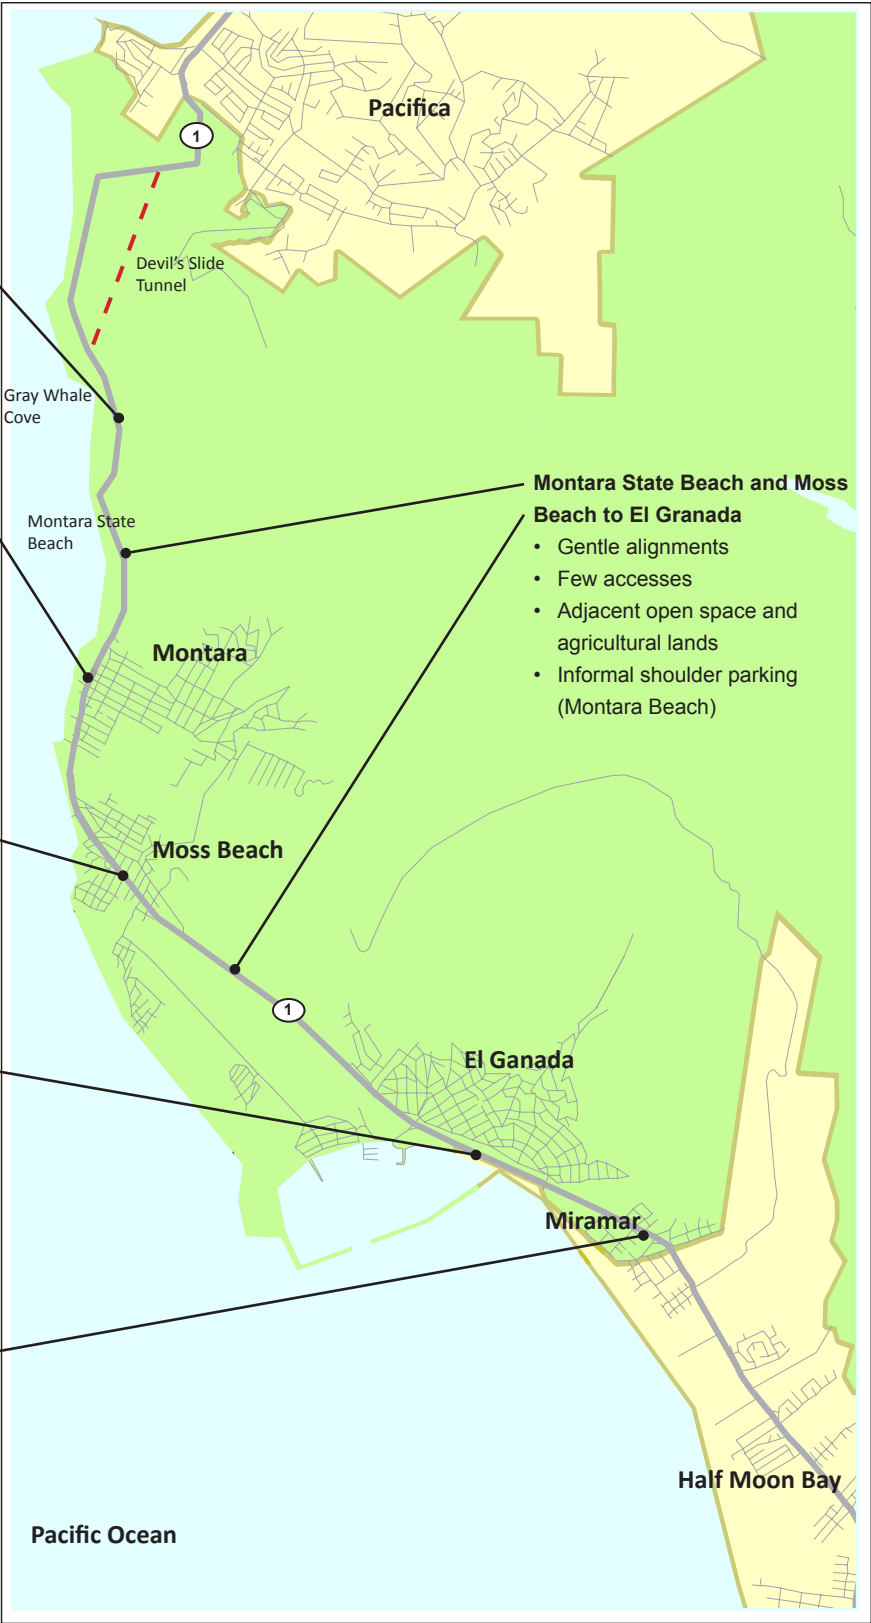 Pacifica
1
Devil's Slide
Tunnel
Gray Whale
Cove
Montara State Beach and Moss
Beach to El Granada
• Gentle alignments
• Few accesses
• Adjacent open space and
agricultural lands
• Informal shoulder parking
(Montara Beach)
Montara State
Beach
Montara
Moss Beach
1
El Ganada
Miramar
Half Moon Bay
Pacific Ocean